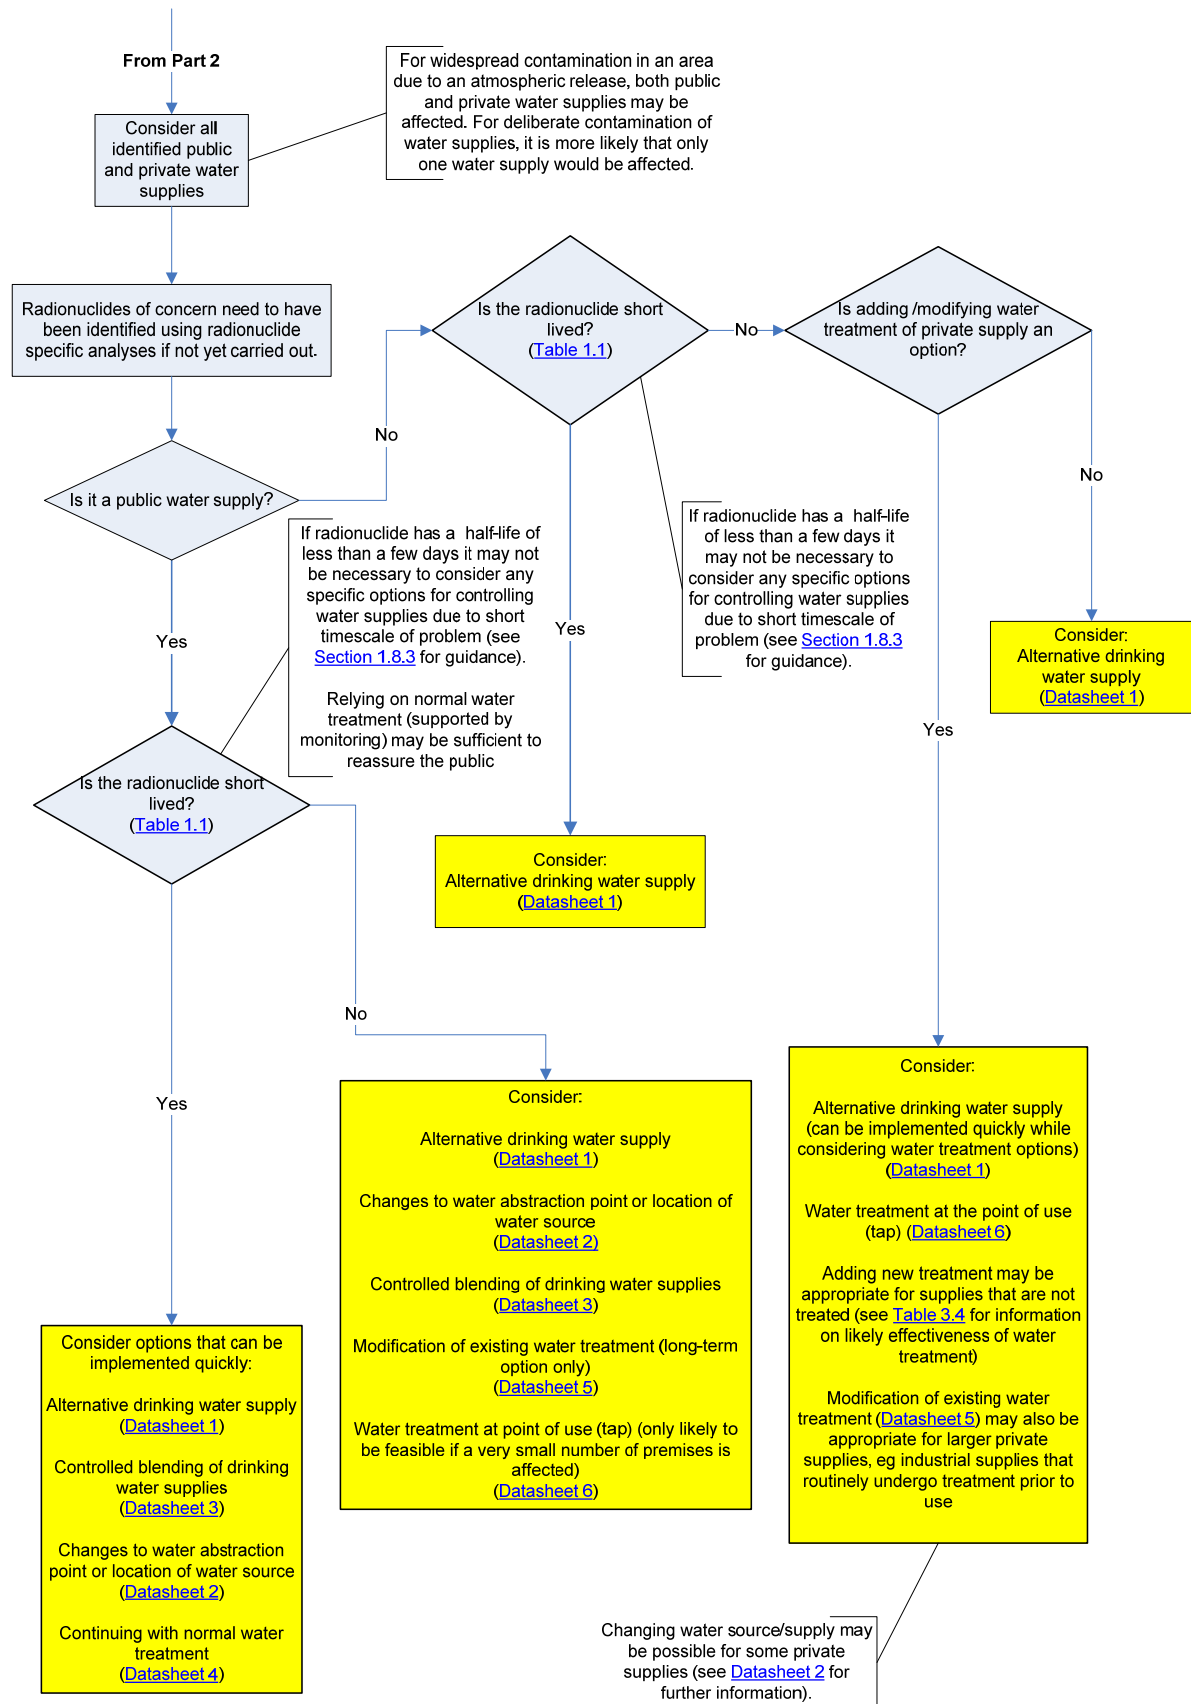 From Part 2
For widespread contamination in an area
due to an atmospheric release, both public
and private water supplies may be
affected. For deliberate contamination of
water supplies, it is more likely that only
one water supply would be affected.
Consider all
identified public
and private water
supplies
Radionuclides of concern need to have
been identified using radionuclide
specific analyses if not yet carried out.
Is the radionuclide short
lived?
(Table 1.1)
No
Is adding /modifying water
treatment of private supply an
option?
No
No
Is it a public water supply?
If radionuclide has a half-life of
less than a few days it may not
be necessary to consider any
specific options for controlling
water supplies due to short
timescale of problem (see
Section 1.8.3 for guidance).
Relying on normal water
treatment (supported by
monitoring) may be sufficient to
reassure the public
If radionuclide has a half-life
of less than a few days it
may not be necessary to
consider any specific options
for controlling water supplies
due to short timescale of
problem (see Section 1.8.3
for guidance).
Yes
Yes
Consider:
Alternative drinking
water supply
(Datasheet 1)
Yes
Is the radionuclide short
lived?
(Table 1.1)
Consider:
Alternative drinking water supply
(Datasheet 1)
No
Yes
Consider:
Alternative drinking water supply
(Datasheet 1)
Changes to water abstraction point or location of
water source
(Datasheet 2)
Controlled blending of drinking water supplies
(Datasheet 3)
Modification of existing water treatment (long-term
option only)
(Datasheet 5)
Water treatment at point of use (tap) (only likely to
be feasible if a very small number of premises is
affected)
(Datasheet 6)
Consider:
Alternative drinking water supply
(can be implemented quickly while
considering water treatment options)
(Datasheet 1)
Water treatment at the point of use
(tap) (Datasheet 6)
Adding new treatment may be
appropriate for supplies that are not
treated (see Table 3.4 for information
on likely effectiveness of water
treatment)
Modification of existing water
treatment (Datasheet 5) may also be
appropriate for larger private
supplies, eg industrial supplies that
routinely undergo treatment prior to
use
Consider options that can be
implemented quickly:
Alternative drinking water supply
(Datasheet 1)
Controlled blending of drinking
water supplies
(Datasheet 3)
Changes to water abstraction
point or location of water source
(Datasheet 2)
Continuing with normal water
treatment
(Datasheet 4)
Changing water source/supply may
be possible for some private
supplies (see Datasheet 2 for
further information).